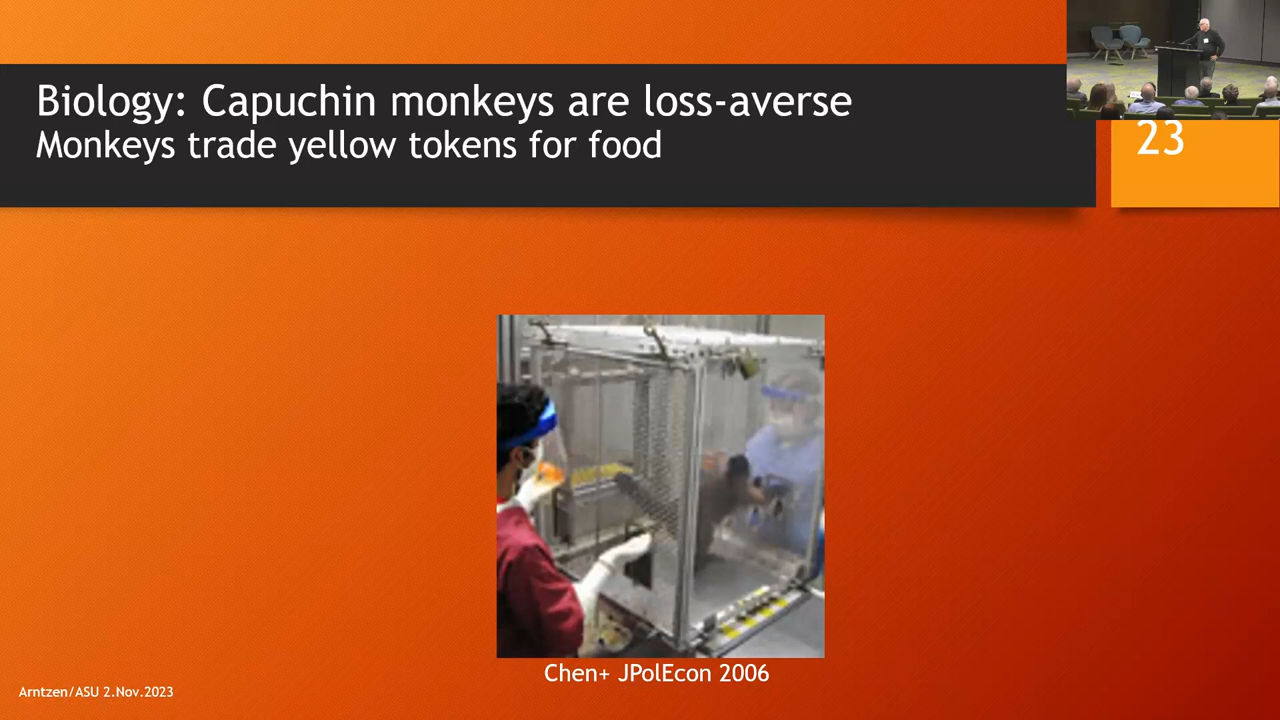 Biology: Capuchin monkeys are loss-averse
Monkeys trade yellow tokens for food
23
Chen+ JPolEcon 2006
Arntzen/ASU 2.Nov.2023